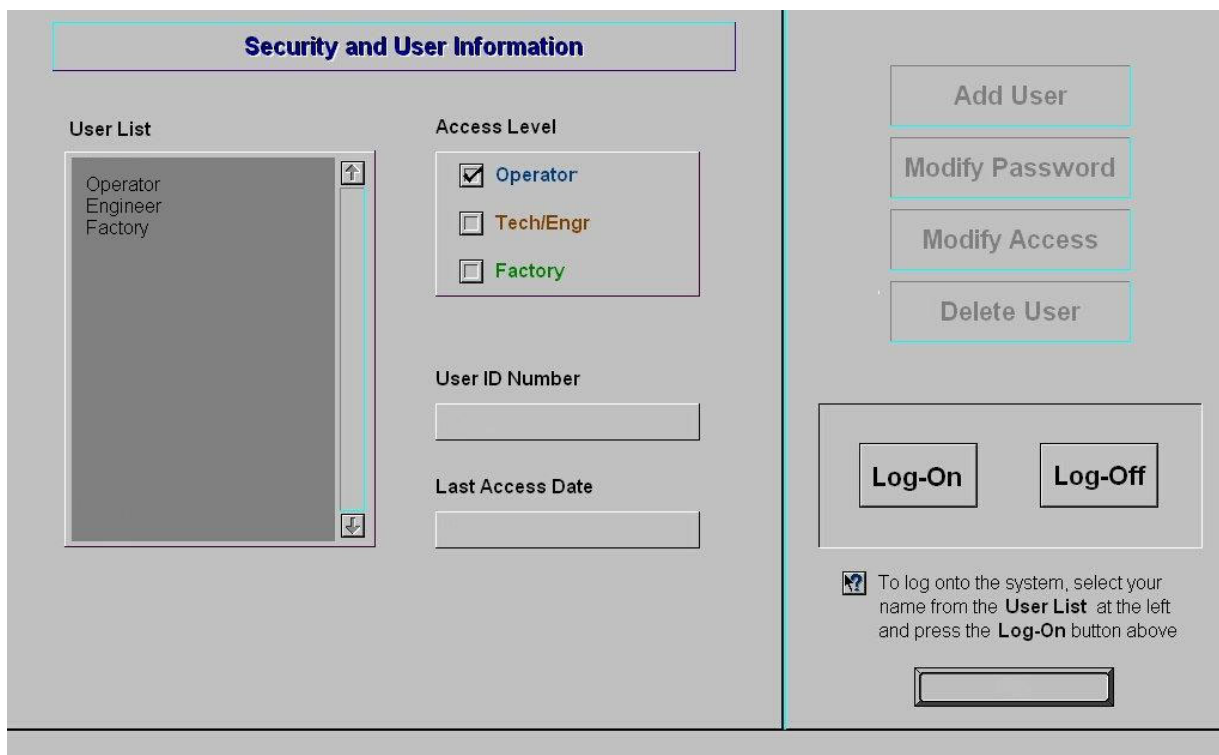 Security and User Information
User List
Operator
Engineer
Factory
Access Level
Operator
Tech/Engr
Factory
User ID Number
Last Access Date
Add User
Modify Password
Modify Access
Delete User
Log-On
Log-Off
To log onto the system, select your
name from the User List at the left
and press the Log-On button above